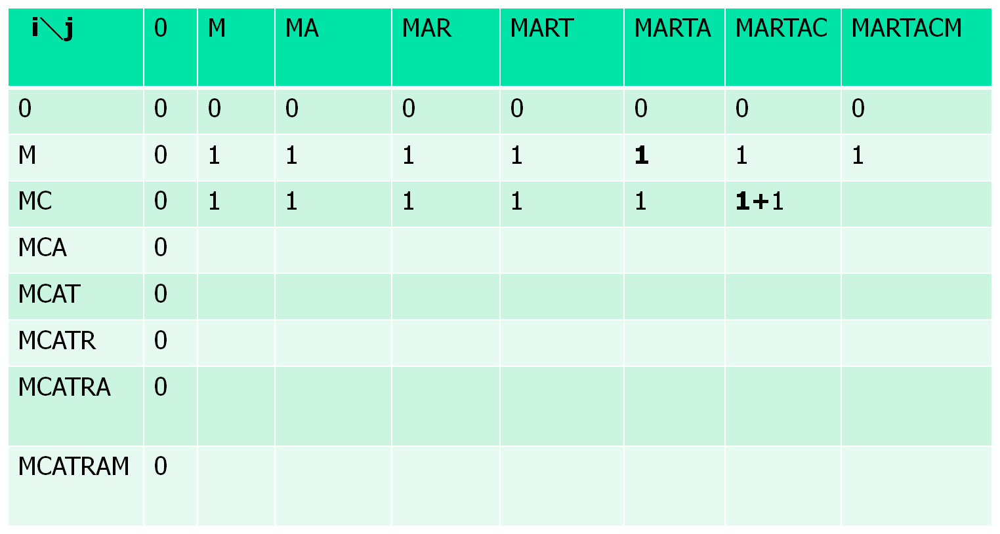 i\j 0 M MA MAR MART MARTA MARTAC MARTACM
0 0 0 0 0 0 0 0 0
M 0 1 1 1 1 1 1 1
MC 0 1 1 1 1 1 1+1
MCA 0
MCAT 0
MCATR 0
MCATRA 0
MCATRAM 0